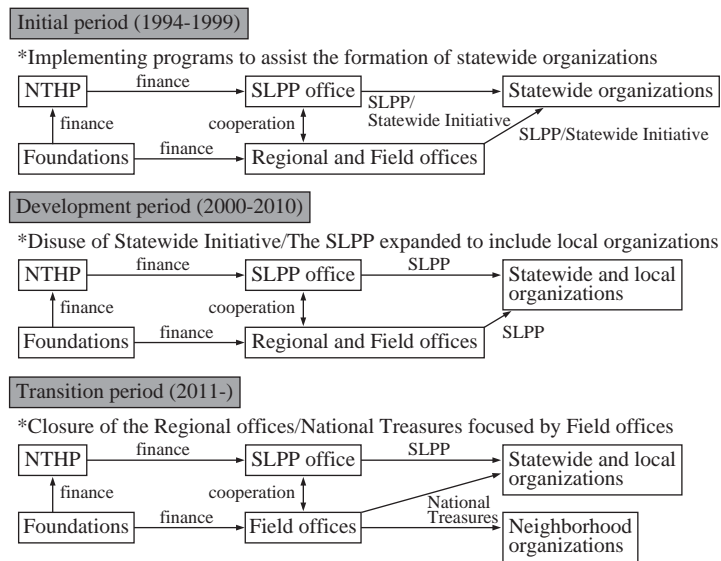 Initial period (1994-1999)
*Implementing programs to assist the formation of statewide organizations
NTHP
finance
SLPP office
SLPP/
Statewide Initiative
Statewide organizations
finance
cooperation
SLPP/Statewide Initiative
Foundations
finance
Regional and Field offices
Development period (2000-2010)
*Disuse of Statewide Initiative/The SLPP expanded to include local organizations
NTHP
finance
SLPP office
SLPP
Statewide and local
organizations
finance
cooperation
Foundations
finance
Regional and Field offices
SLPP
Transition period (2011-)
*Closure of the Regional offices/National Treasures focused by Field offices
NTHP
finance
SLPP office
SLPP
Statewide and local
organizations
finance
cooperation
National
Treasures
Foundations
finance
Field offices
Neighborhood
organizations